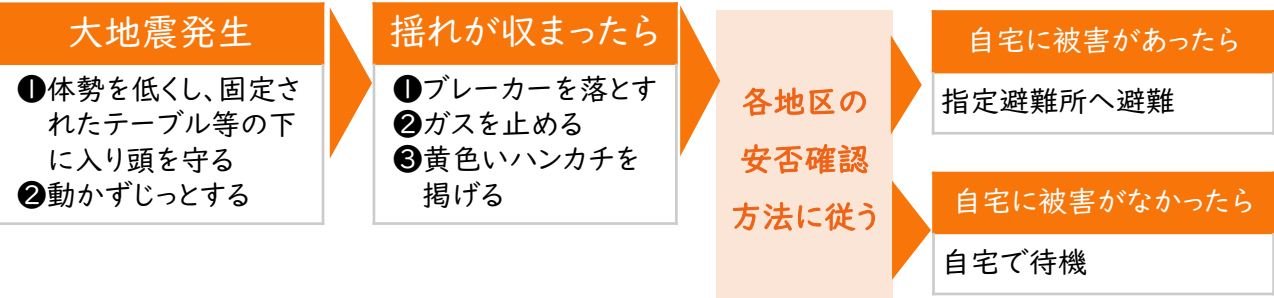 大地震発生
❶体勢を低くし、固定さ
れたテーブル等の下
に入り頭を守る
❷動かずじっとする
揺れが収まったら
❶ブレーカーを落とす
❷ガスを止める
❸黄色いハンカチを
掲げる
各地区の
安否確認
方法に従う
自宅に被害があったら
指定避難所へ避難
自宅に被害がなかったら
自宅で待機